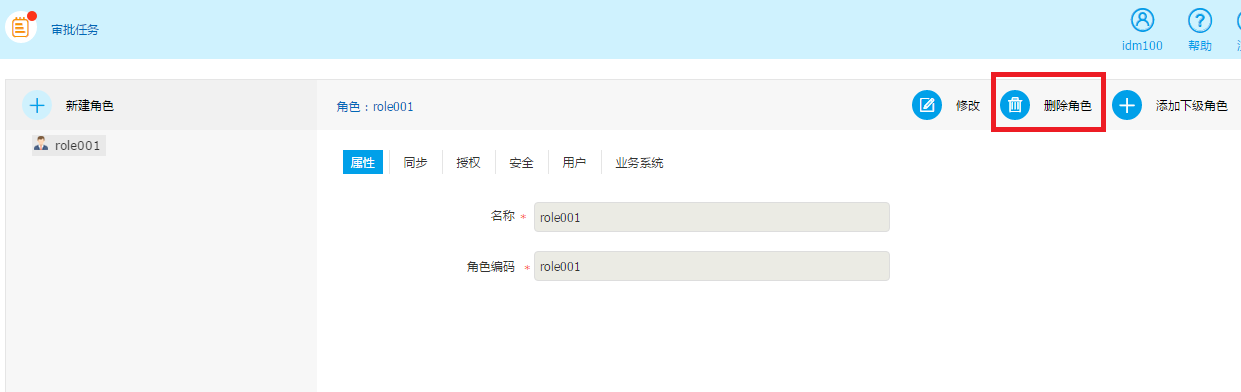 审批任务
idm100 帮助
新建角色
role001
角色：role001 修改 删除角色 添加下级角色
属性 同步 授权 安全 用户 业务系统
名称 * role001
角色编码 * role001